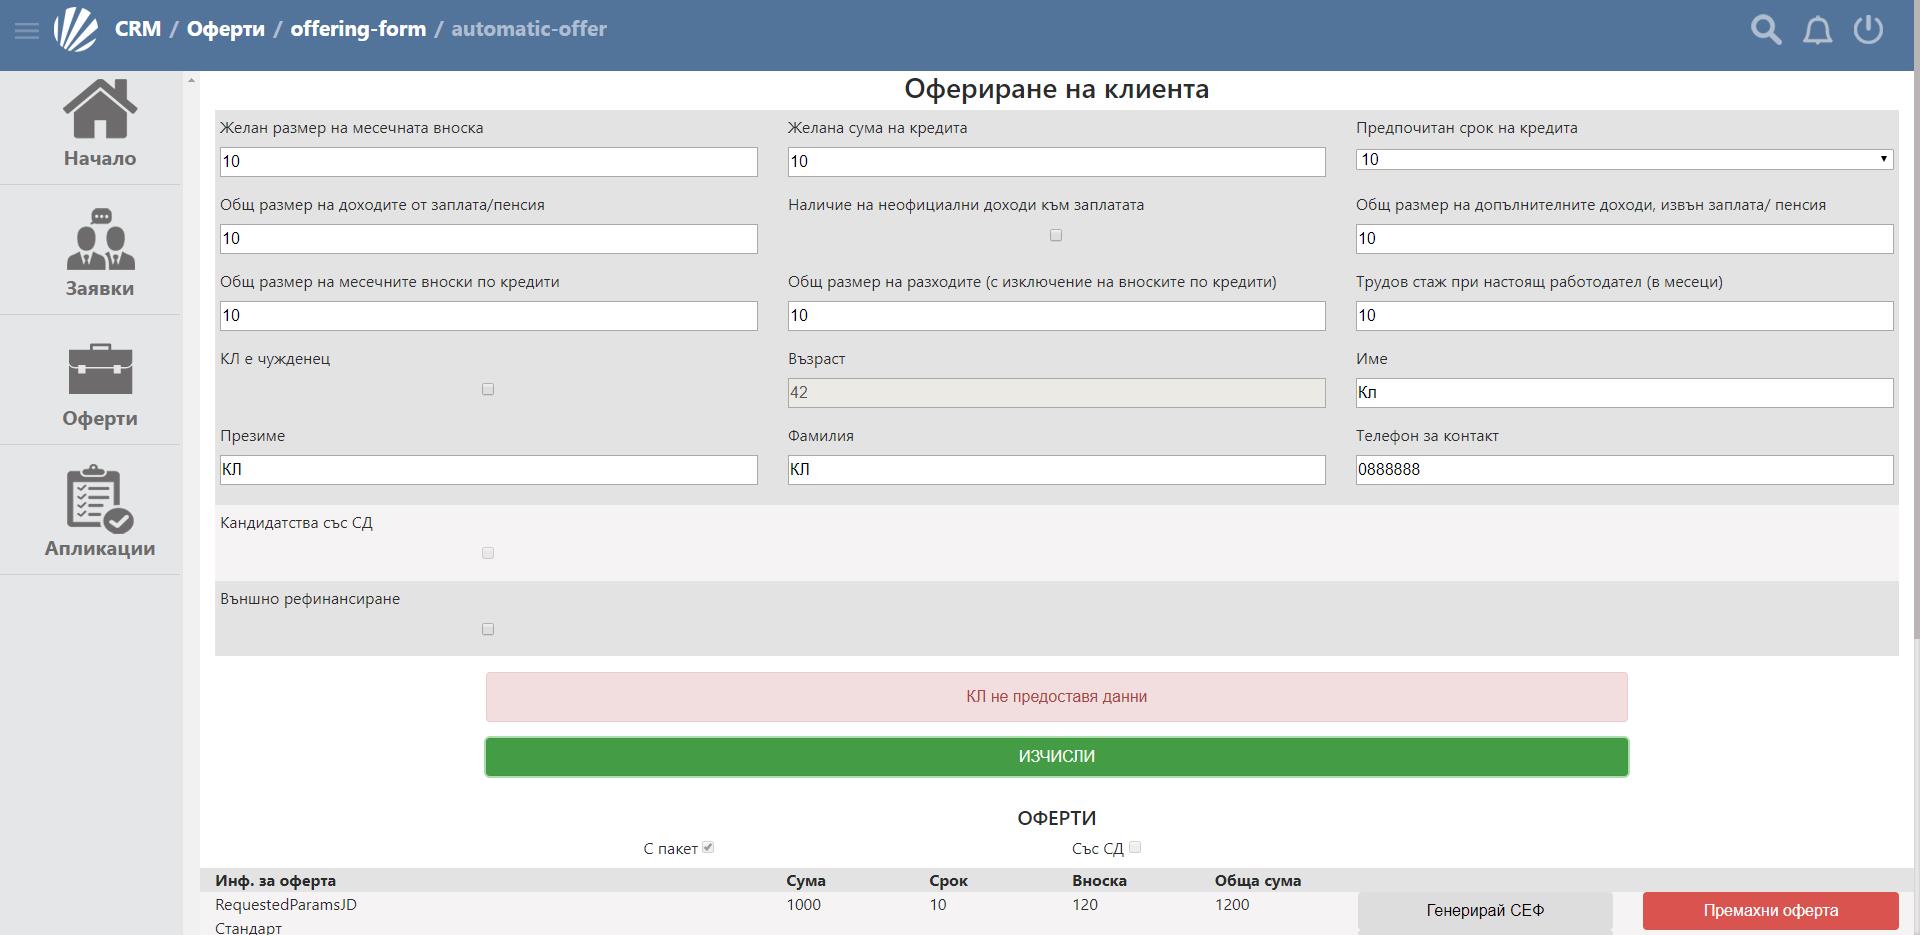 CRM / Оферти / offering-form / automatic-offer
Начало
Заявки
Оферти
Апликации
Офериране на клиента
Желан размер на месечната вноска
Желана сума на кредита
Предпочитан срок на кредита
10
10
10
Общ размер на доходите от заплата/пенсия
Наличие на неофициални доходи към заплатата
Общ размер на допълнителните доходи, извън заплата/ пенсия
10
10
Общ размер на месечните вноски по кредити
Общ размер на разходите (с изключение на вноските по кредити)
Трудов стаж при настоящ работодател (в месеци)
10
10
10
КЛ е чужденец
Възраст
Име
42
Кл
Презиме
Фамилия
Телефон за контакт
КЛ
КЛ
0888888
Кандидатства със СД
Външно рефинансиране
КЛ не предоставя данни
ИЗЧИСЛИ
ОФЕРТИ
С пакет
Със СД
Инф. за оферта Сума Срок Вноска Обща сума
RequestedParamsJD 1000 10 120 1200
Генерирай СЕФ
Премахни оферта
Стандарт